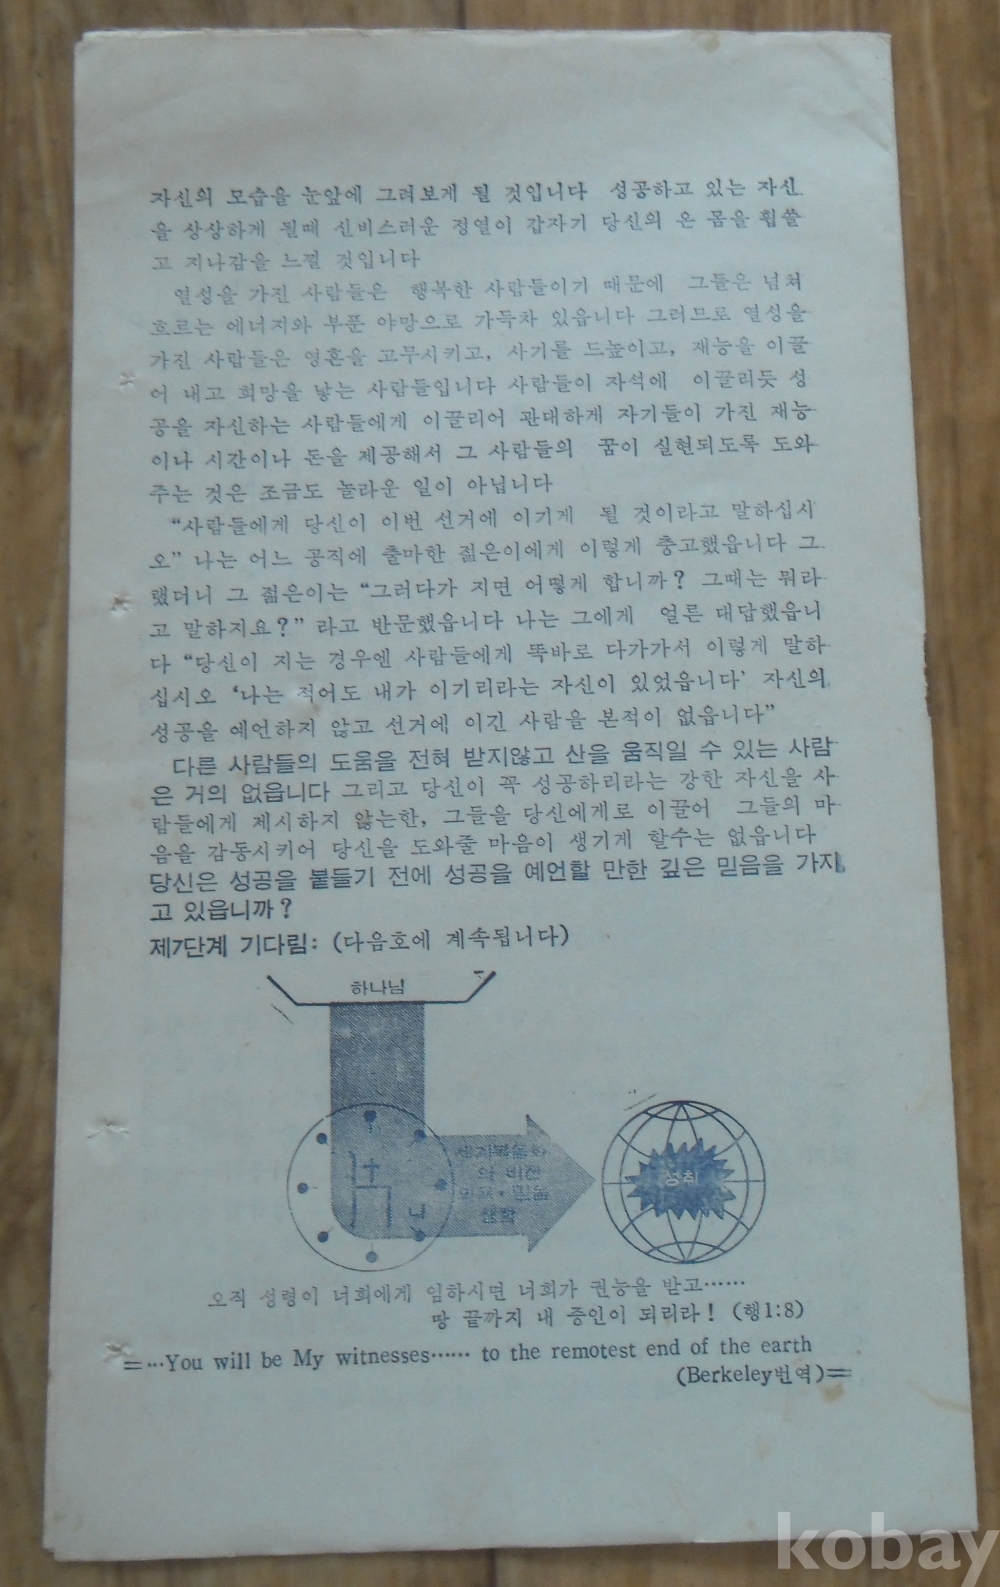 자신의 모습을 눈앞에 그려보게 될 것입니다 성공하고 있는 자신
을 상상하게 될때 신비스러운 정열이 갑자기 당신의 온 몸을 휩쓸
고 지나감을 느낄 것입니다
열성을 가진 사람들은 행복한 사람들이기 때문에 그들은 넘쳐
흐르는 에너지와 부푼 야망으로 가득차 있읍니다 그러므로 열성을
가진 사람들은 영혼을 고무시키고, 사기를 드높이고, 재능을 이끌
어 내고 희망을 낳는 사람들입니다 사람들이 자석에 이끌리듯 성
공을 자신하는 사람들에게 이끌리어 관대하게 자기들이 가진 재능
이나 시간이나 돈을 제공해서 그 사람들의 꿈이 실현되도록 도와
주는 것은 조금도 놀라운 일이 아닙니다
“사람들에게 당신이 이번 선거에 이기게 될 것이라고 말하십시
오” 나는 어느 공직에 출마한 젊은이에게 이렇게 충고했읍니다 그
랬더니 그 젊은이는 “그러다가 지면 어떻게 합니까? 그때는 뭐라
고 말하지요?” 라고 반문했읍니다 나는 그에게 얼른 대답했읍니
다 “당신이 지는 경우엔 사람들에게 똑바로 다가가서 이렇게 말하
십시오 ‘나는 적어도 내가 이기리라는 자신이 있었읍니다’ 자신의
성공을 예언하지 않고 선거에 이긴 사람을 본적이 없읍니다”
다른 사람들의 도움을 전혀 받지않고 산을 움직일 수 있는 사람
은 거의 없읍니다 그리고 당신이 꼭 성공하리라는 강한 자신을 사
람들에게 제시하지 않는한, 그들을 당신에게로 이끌어 그들의 마
음을 감동시키어 당신을 도와줄 마음이 생기게 할수는 없읍니다
당신은 성공을 붙들기 전에 성공을 예언할 만한 깊은 믿음을 가지
고 있읍니까?
제7단계 기다림: (다음호에 계속됩니다)
하나님
의 비전
생활
성취
오직 성령이 너희에게 임하시면 너희가 권능을 받고……
땅 끝까지 내 증인이 되리라! (행1:8)
=…You will be My witnesses…… to the remotest end of the earth
(Berkeley번역)=
kobay